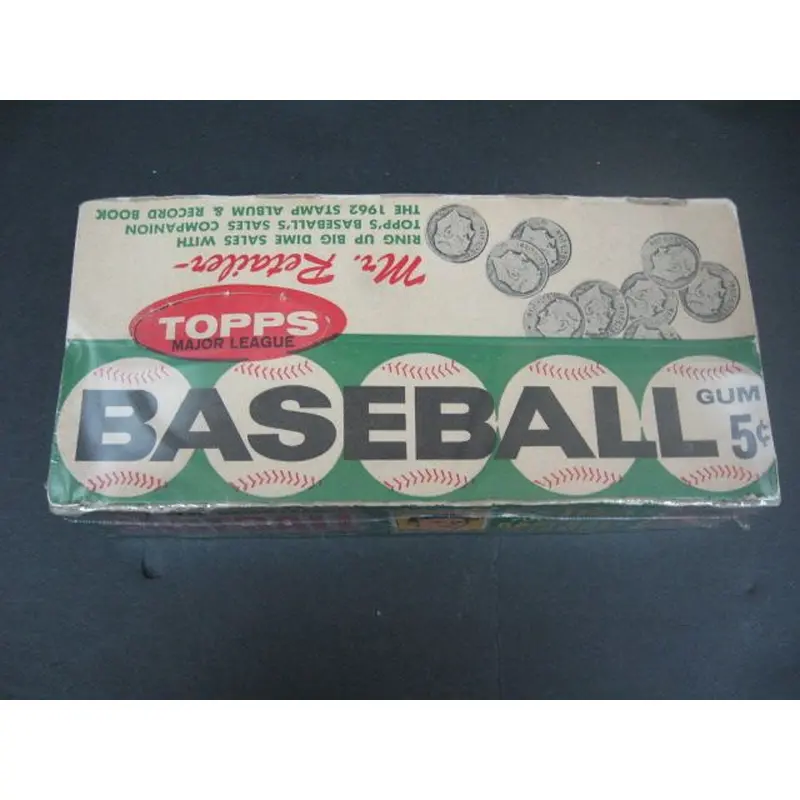 Mr. Retailer-
RING UP BIG DIME SALES WITH
TOPP'S BASEBALL'S SALES COMPANION
THE 1962 STAMP ALBUM & RECORD BOOK
TOPPS
MAJOR LEAGUE
BASEBALL
GUM
5¢